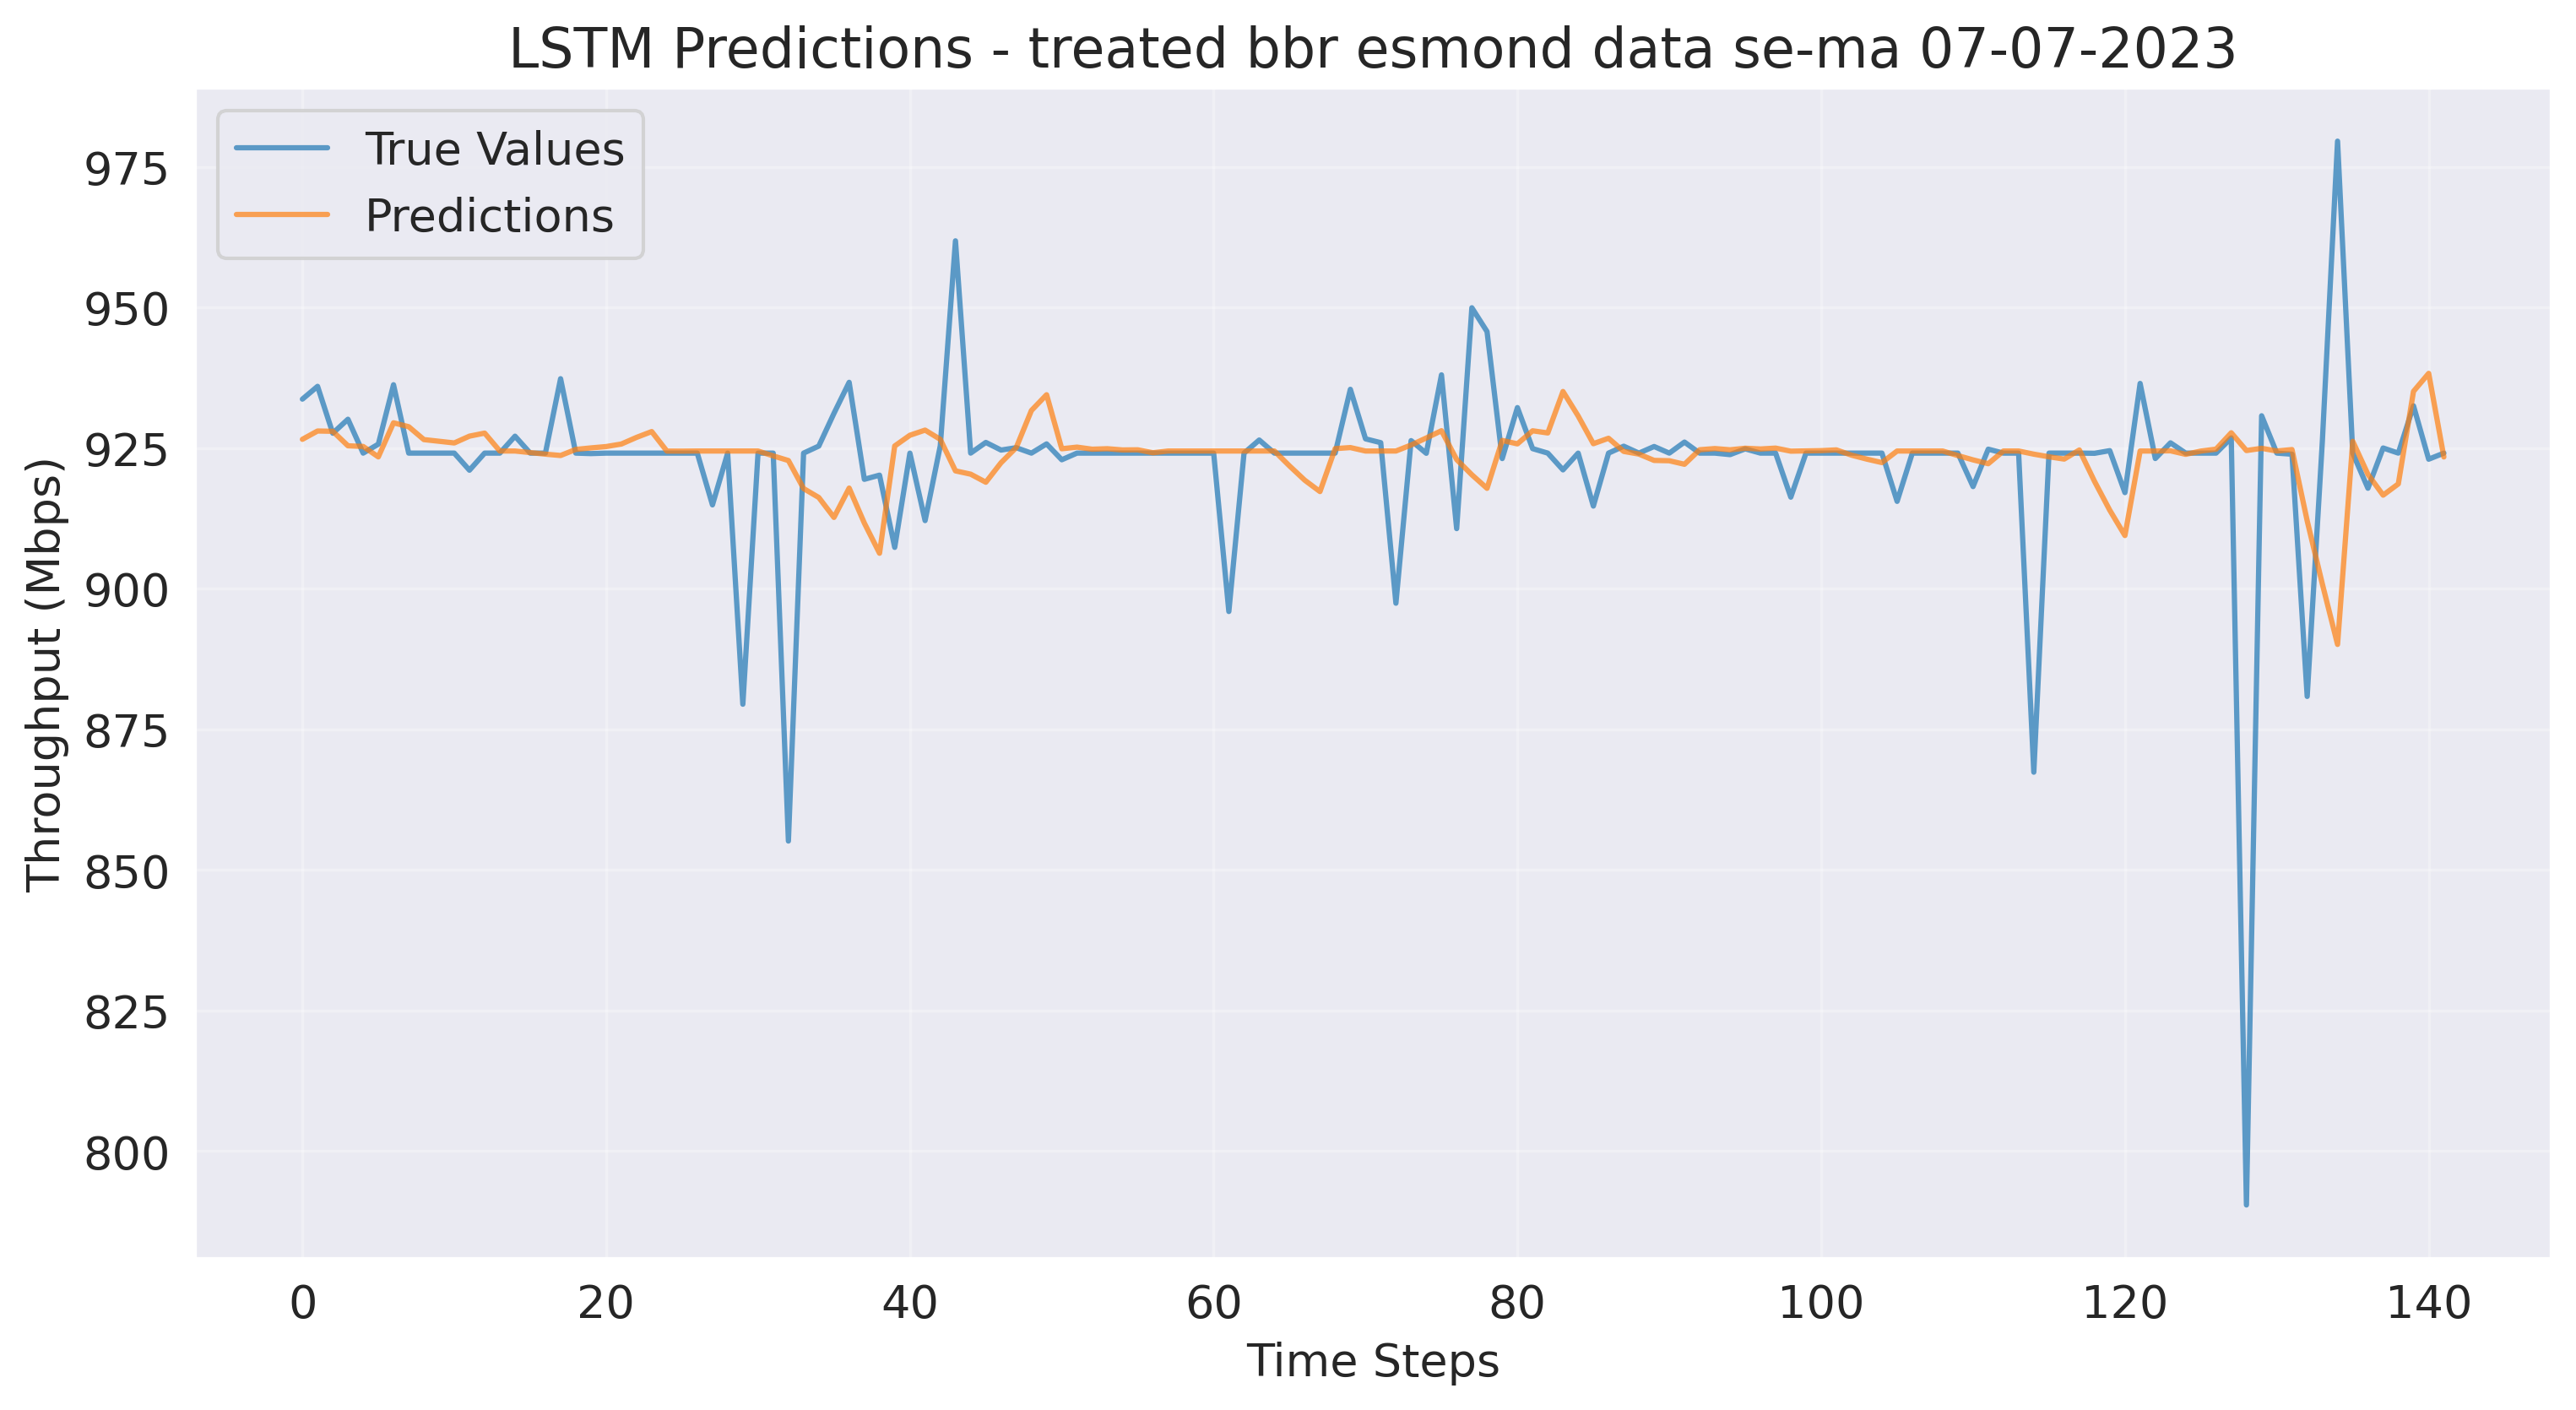 LSTM Predictions - treated bbr esmond data se-ma 07-07-2023
True Values
Predictions
Throughput (Mbps)
975
950
925
900
875
850
825
800
0 20 40 60 80 100 120 140
Time Steps